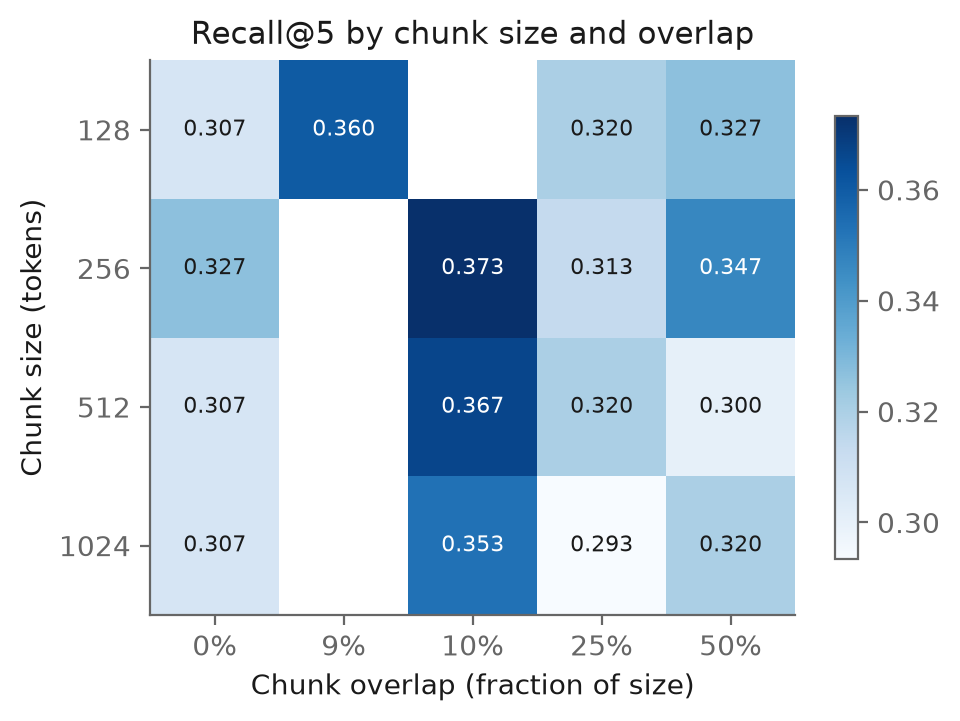 Recall@5 by chunk size and overlap
Chunk size (tokens)
128 0.307 0.360 0.320 0.327
256 0.327 0.373 0.313 0.347
512 0.307 0.367 0.320 0.300
1024 0.307 0.353 0.293 0.320
0% 9% 10% 25% 50%
Chunk overlap (fraction of size)
0.36
0.34
0.32
0.30